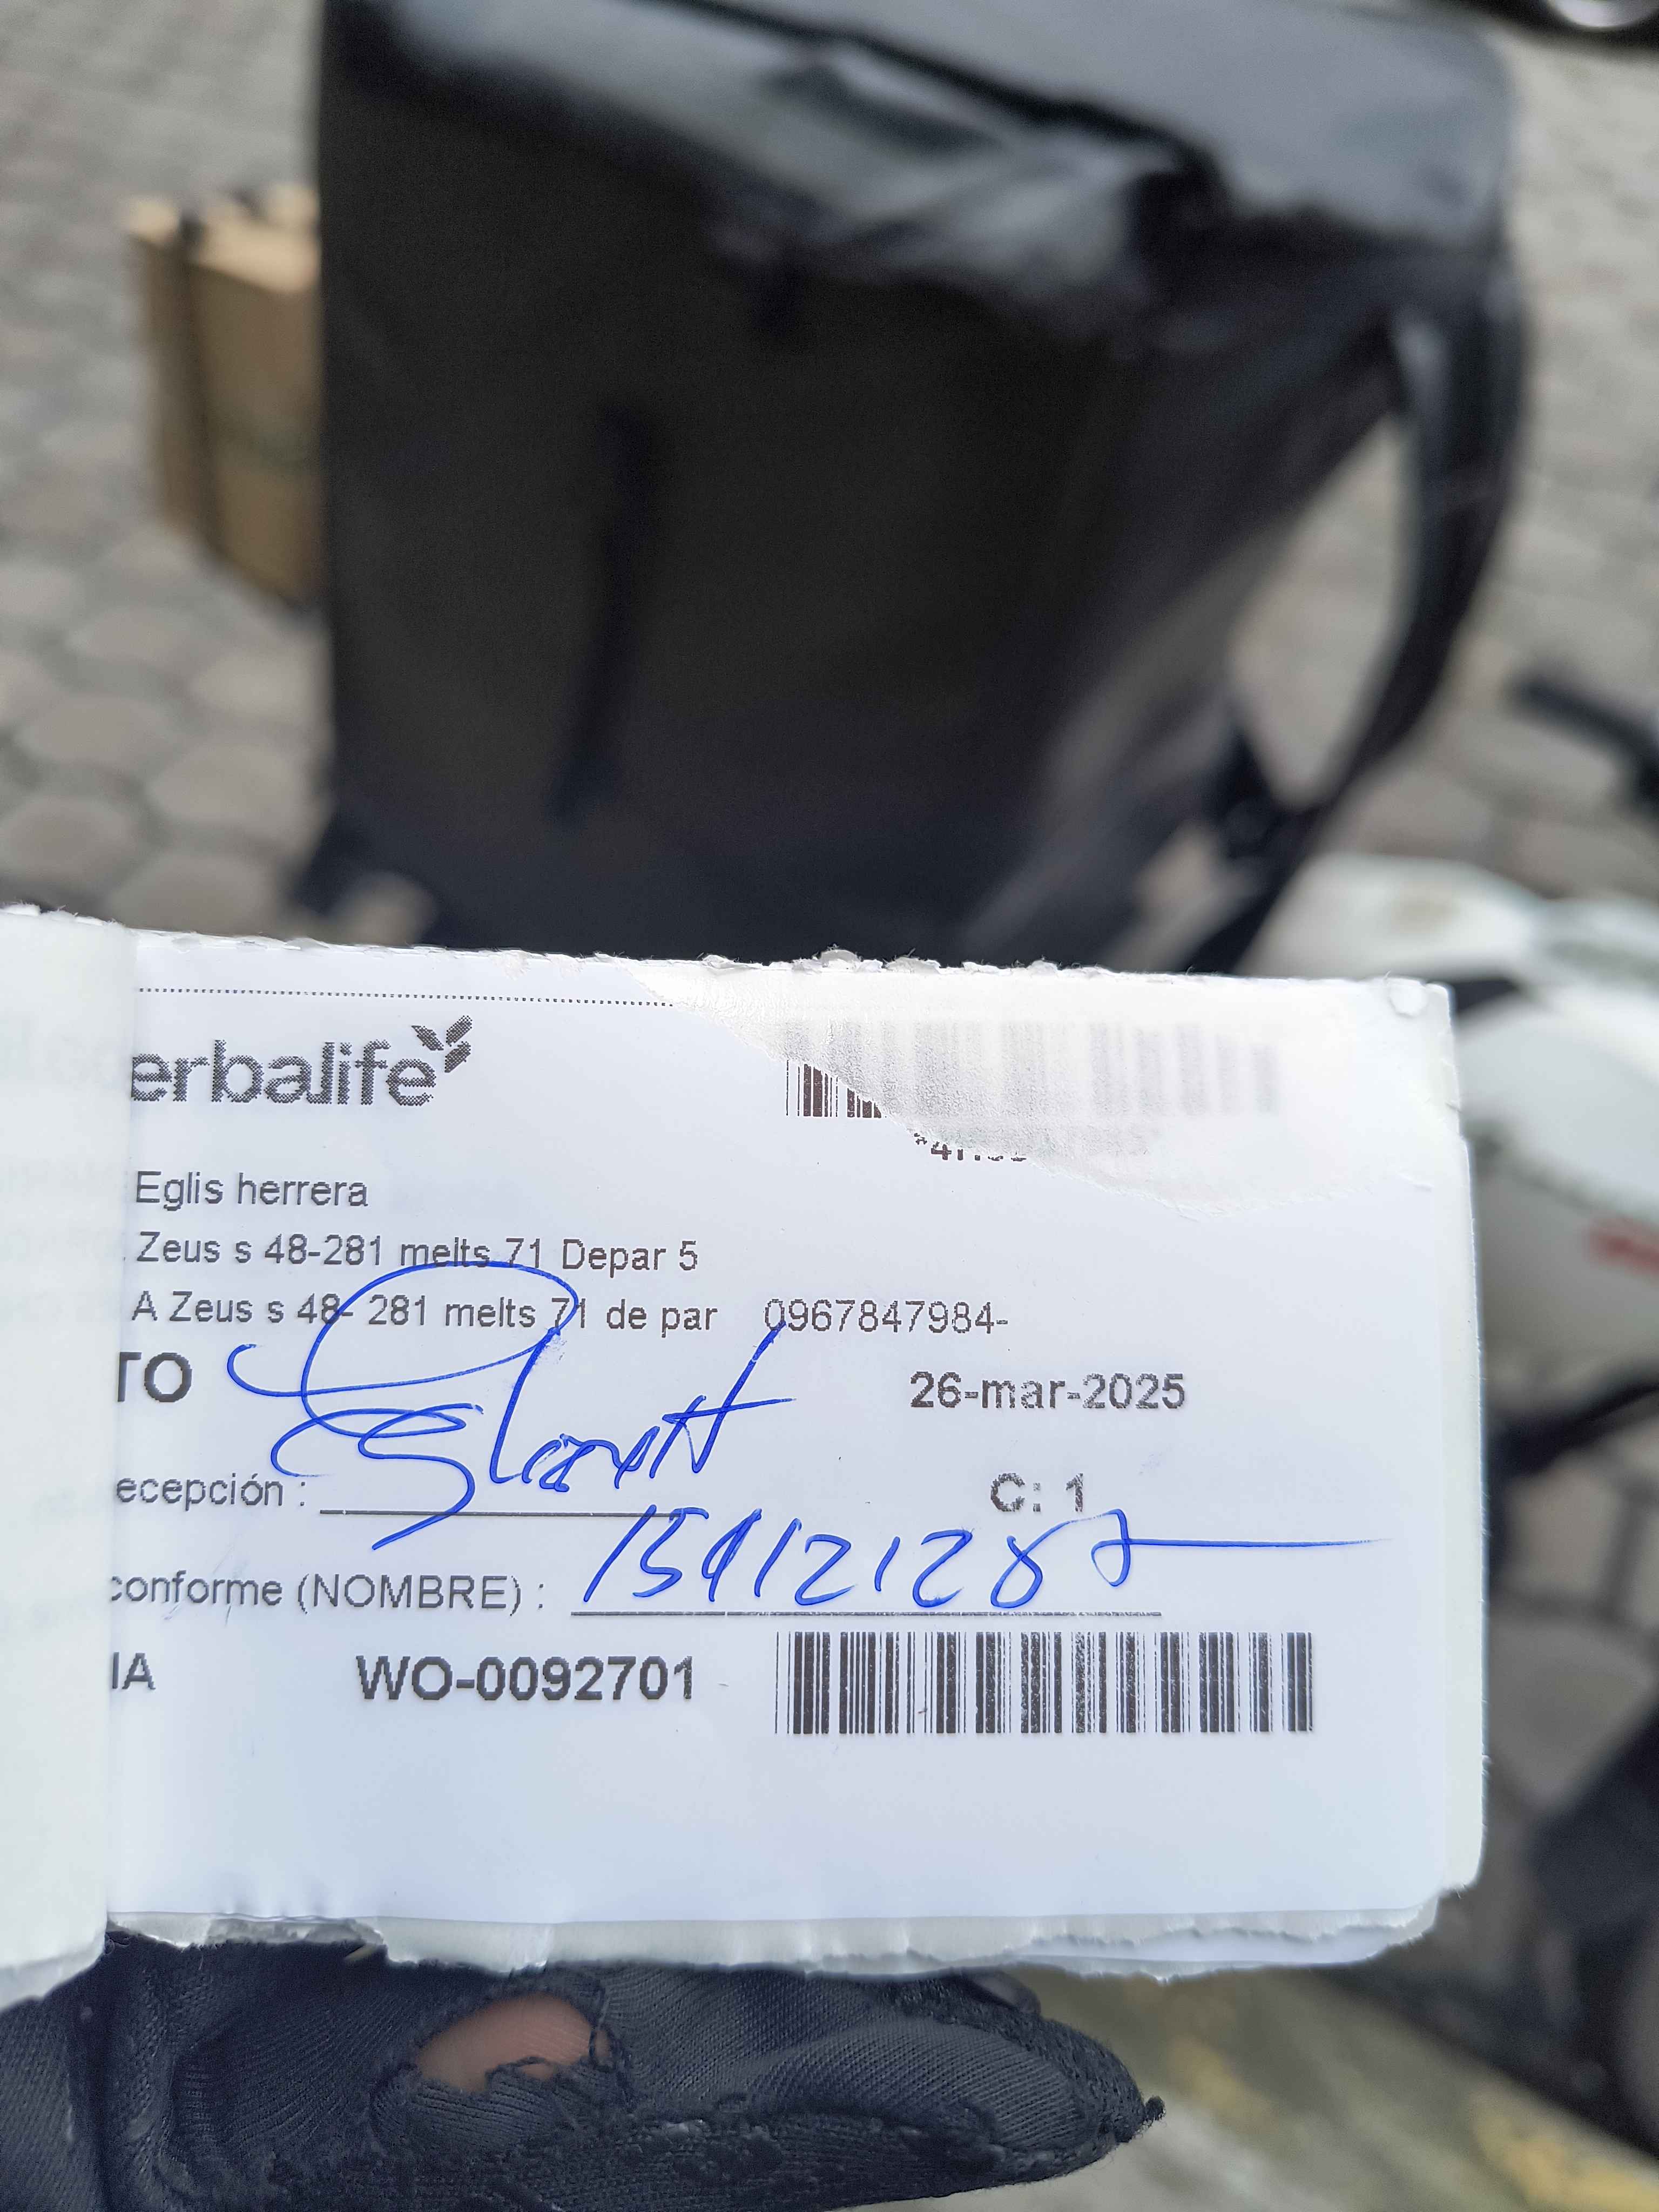 erbalife
Eglis herrera
Zeus s 48-281 melts 71 Depar 5
A Zeus s 48- 281 melts 71 de par 0967847984-
TO 26-mar-2025
ecepción :
C: 1
conforme (NOMBRE) :
IA WO-0092701